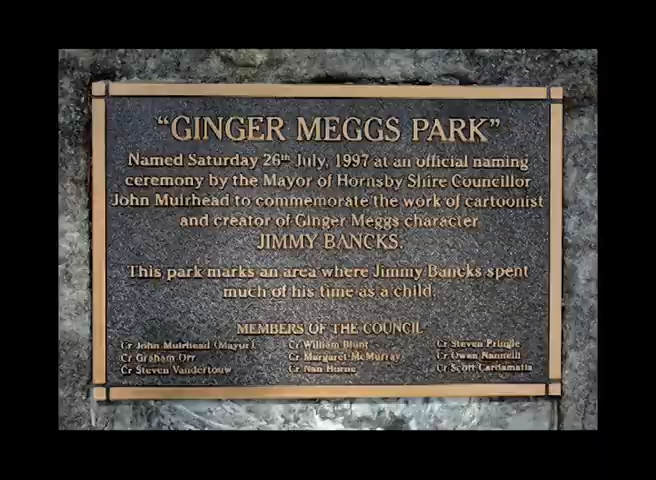 "GINGER MEGGS PARK"
Named Saturday 26th July, 1997 at an official naming
ceremony by the Mayor of Hornsby Shire Councillor
John Muirhead to commemorate the work of cartoonist
and creator of Ginger Meggs character
JIMMY BANCKS.
This park marks an area where Jimmy Bancks spent
much of his time as a child.
MEMBERS OF THE COUNCIL
Cr John Muirhead (Mayor). Cr William Blunt Cr Steven Pringle
Cr Graham Orr Cr Margaret McMurray Cr Owen Nannelli
Cr Steven Vandertouw Cr Nan Horne Cr Scott Cardamatis